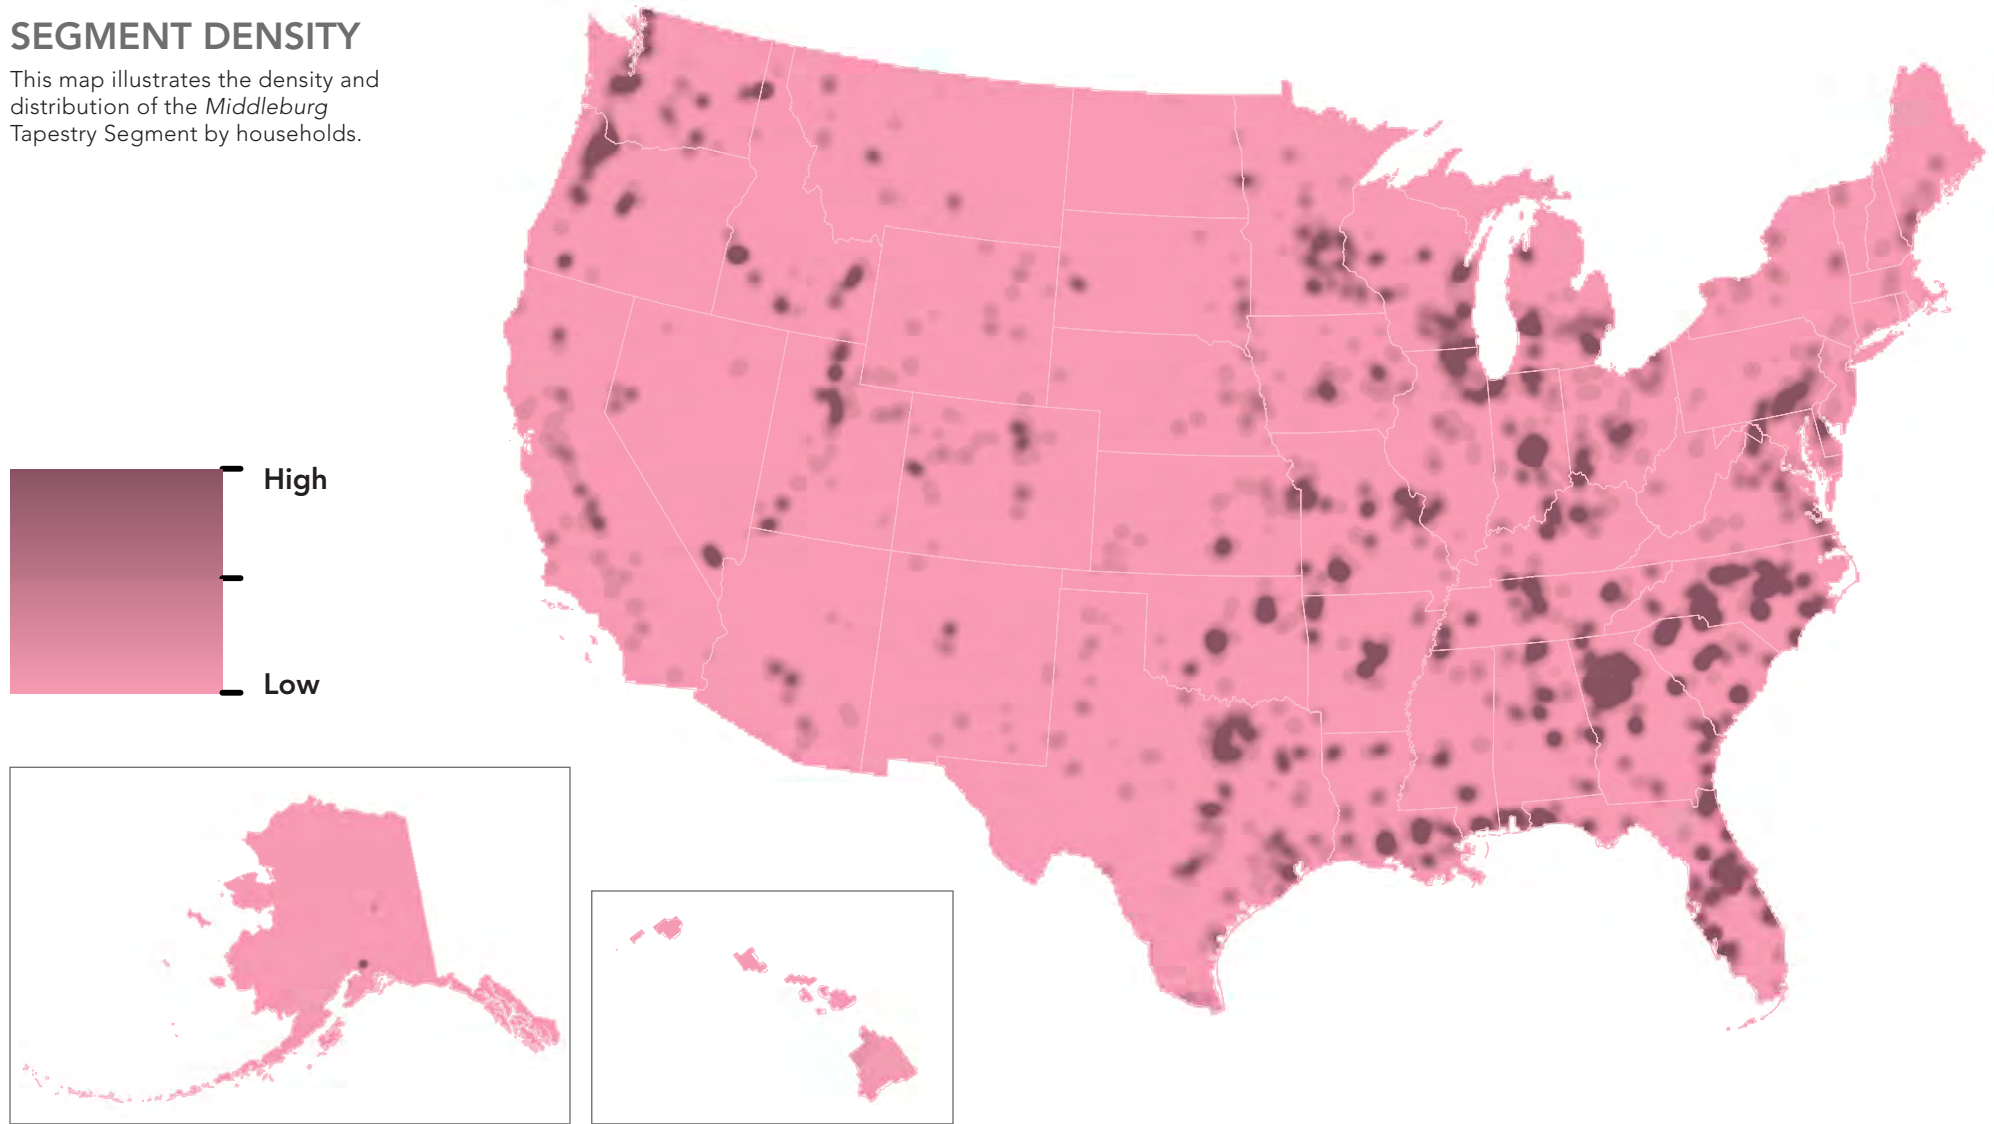 SEGMENT DENSITY
This map illustrates the density and
distribution of the Middleburg
Tapestry Segment by households.
High
Low